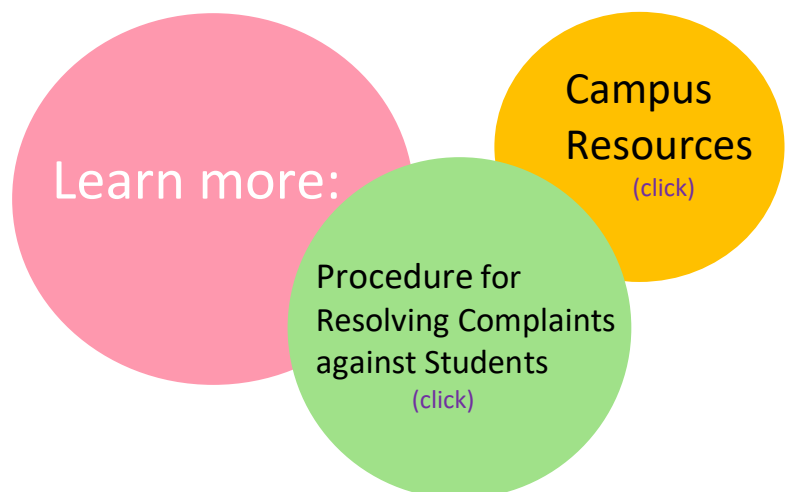 Learn more:
Campus
Resources
(click)
Procedure for
Resolving Complaints
against Students
(click)